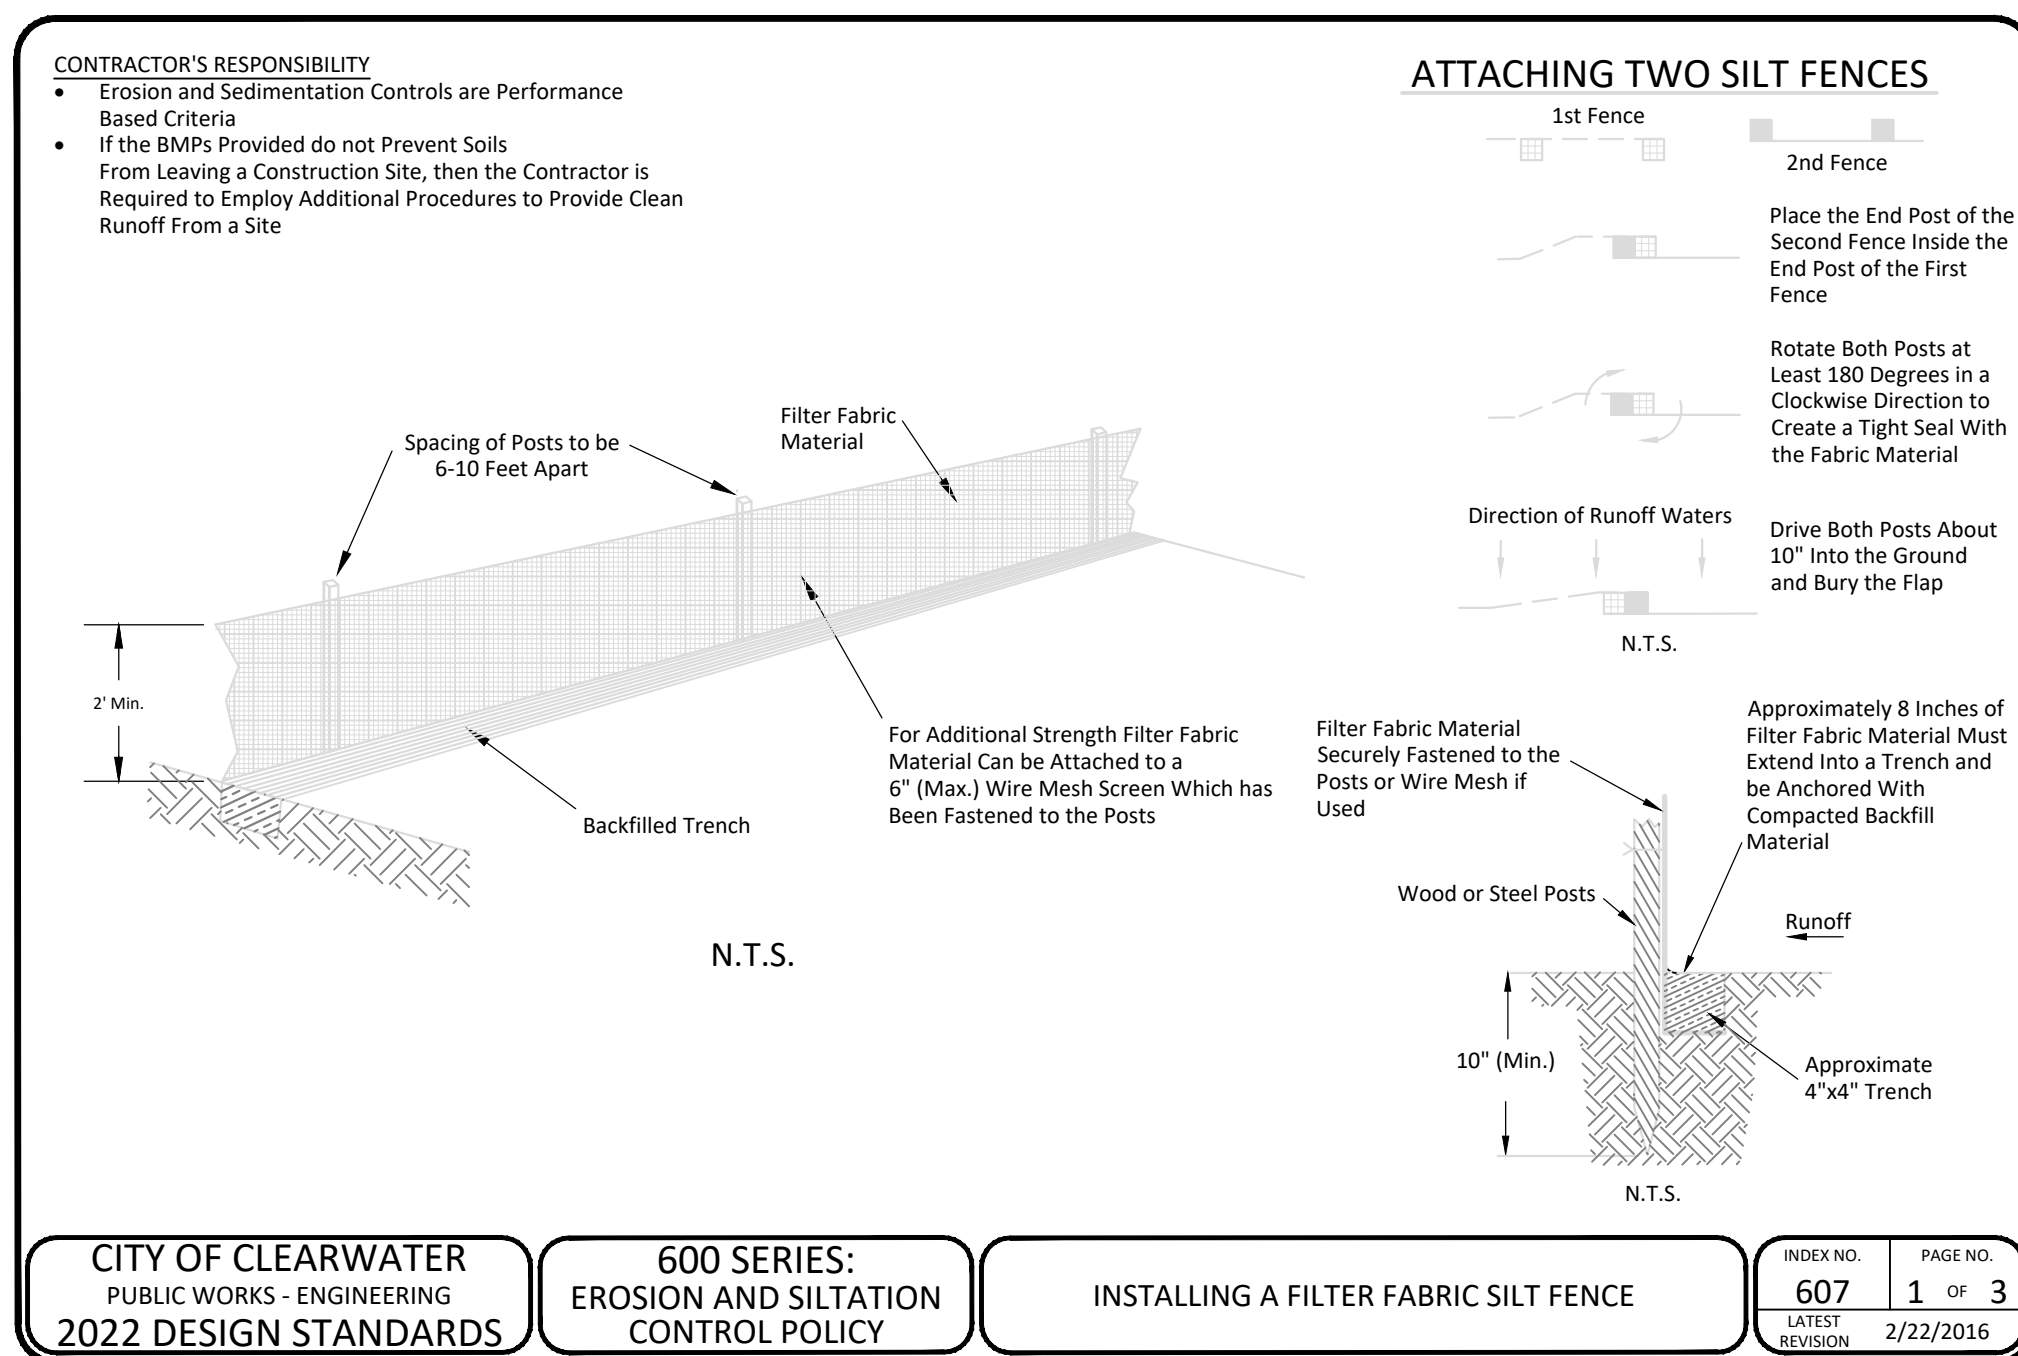 CONTRACTOR'S RESPONSIBILITY
• Erosion and Sedimentation Controls are Performance
Based Criteria
• If the BMPs Provided do not Prevent Soils
From Leaving a Construction Site, then the Contractor is
Required to Employ Additional Procedures to Provide Clean
Runoff From a Site
ATTACHING TWO SILT FENCES
1st Fence
2nd Fence
Place the End Post of the
Second Fence Inside the
End Post of the First
Fence
Rotate Both Posts at
Least 180 Degrees in a
Clockwise Direction to
Create a Tight Seal With
the Fabric Material
Direction of Runoff Waters
Drive Both Posts About
10" Into the Ground
and Bury the Flap
N.T.S.
Spacing of Posts to be
6-10 Feet Apart
Filter Fabric
Material
2' Min.
Backfilled Trench
For Additional Strength Filter Fabric
Material Can be Attached to a
6" (Max.) Wire Mesh Screen Which has
Been Fastened to the Posts
N.T.S.
Filter Fabric Material
Securely Fastened to the
Posts or Wire Mesh if
Used
Approximately 8 Inches of
Filter Fabric Material Must
Extend Into a Trench and
be Anchored With
Compacted Backfill
Material
Wood or Steel Posts
Runoff
10" (Min.)
Approximate
4"x4" Trench
N.T.S.
CITY OF CLEARWATER
PUBLIC WORKS - ENGINEERING
2022 DESIGN STANDARDS
600 SERIES:
EROSION AND SILTATION
CONTROL POLICY
INSTALLING A FILTER FABRIC SILT FENCE
INDEX NO.
607
PAGE NO.
1 OF 3
LATEST
REVISION
2/22/2016